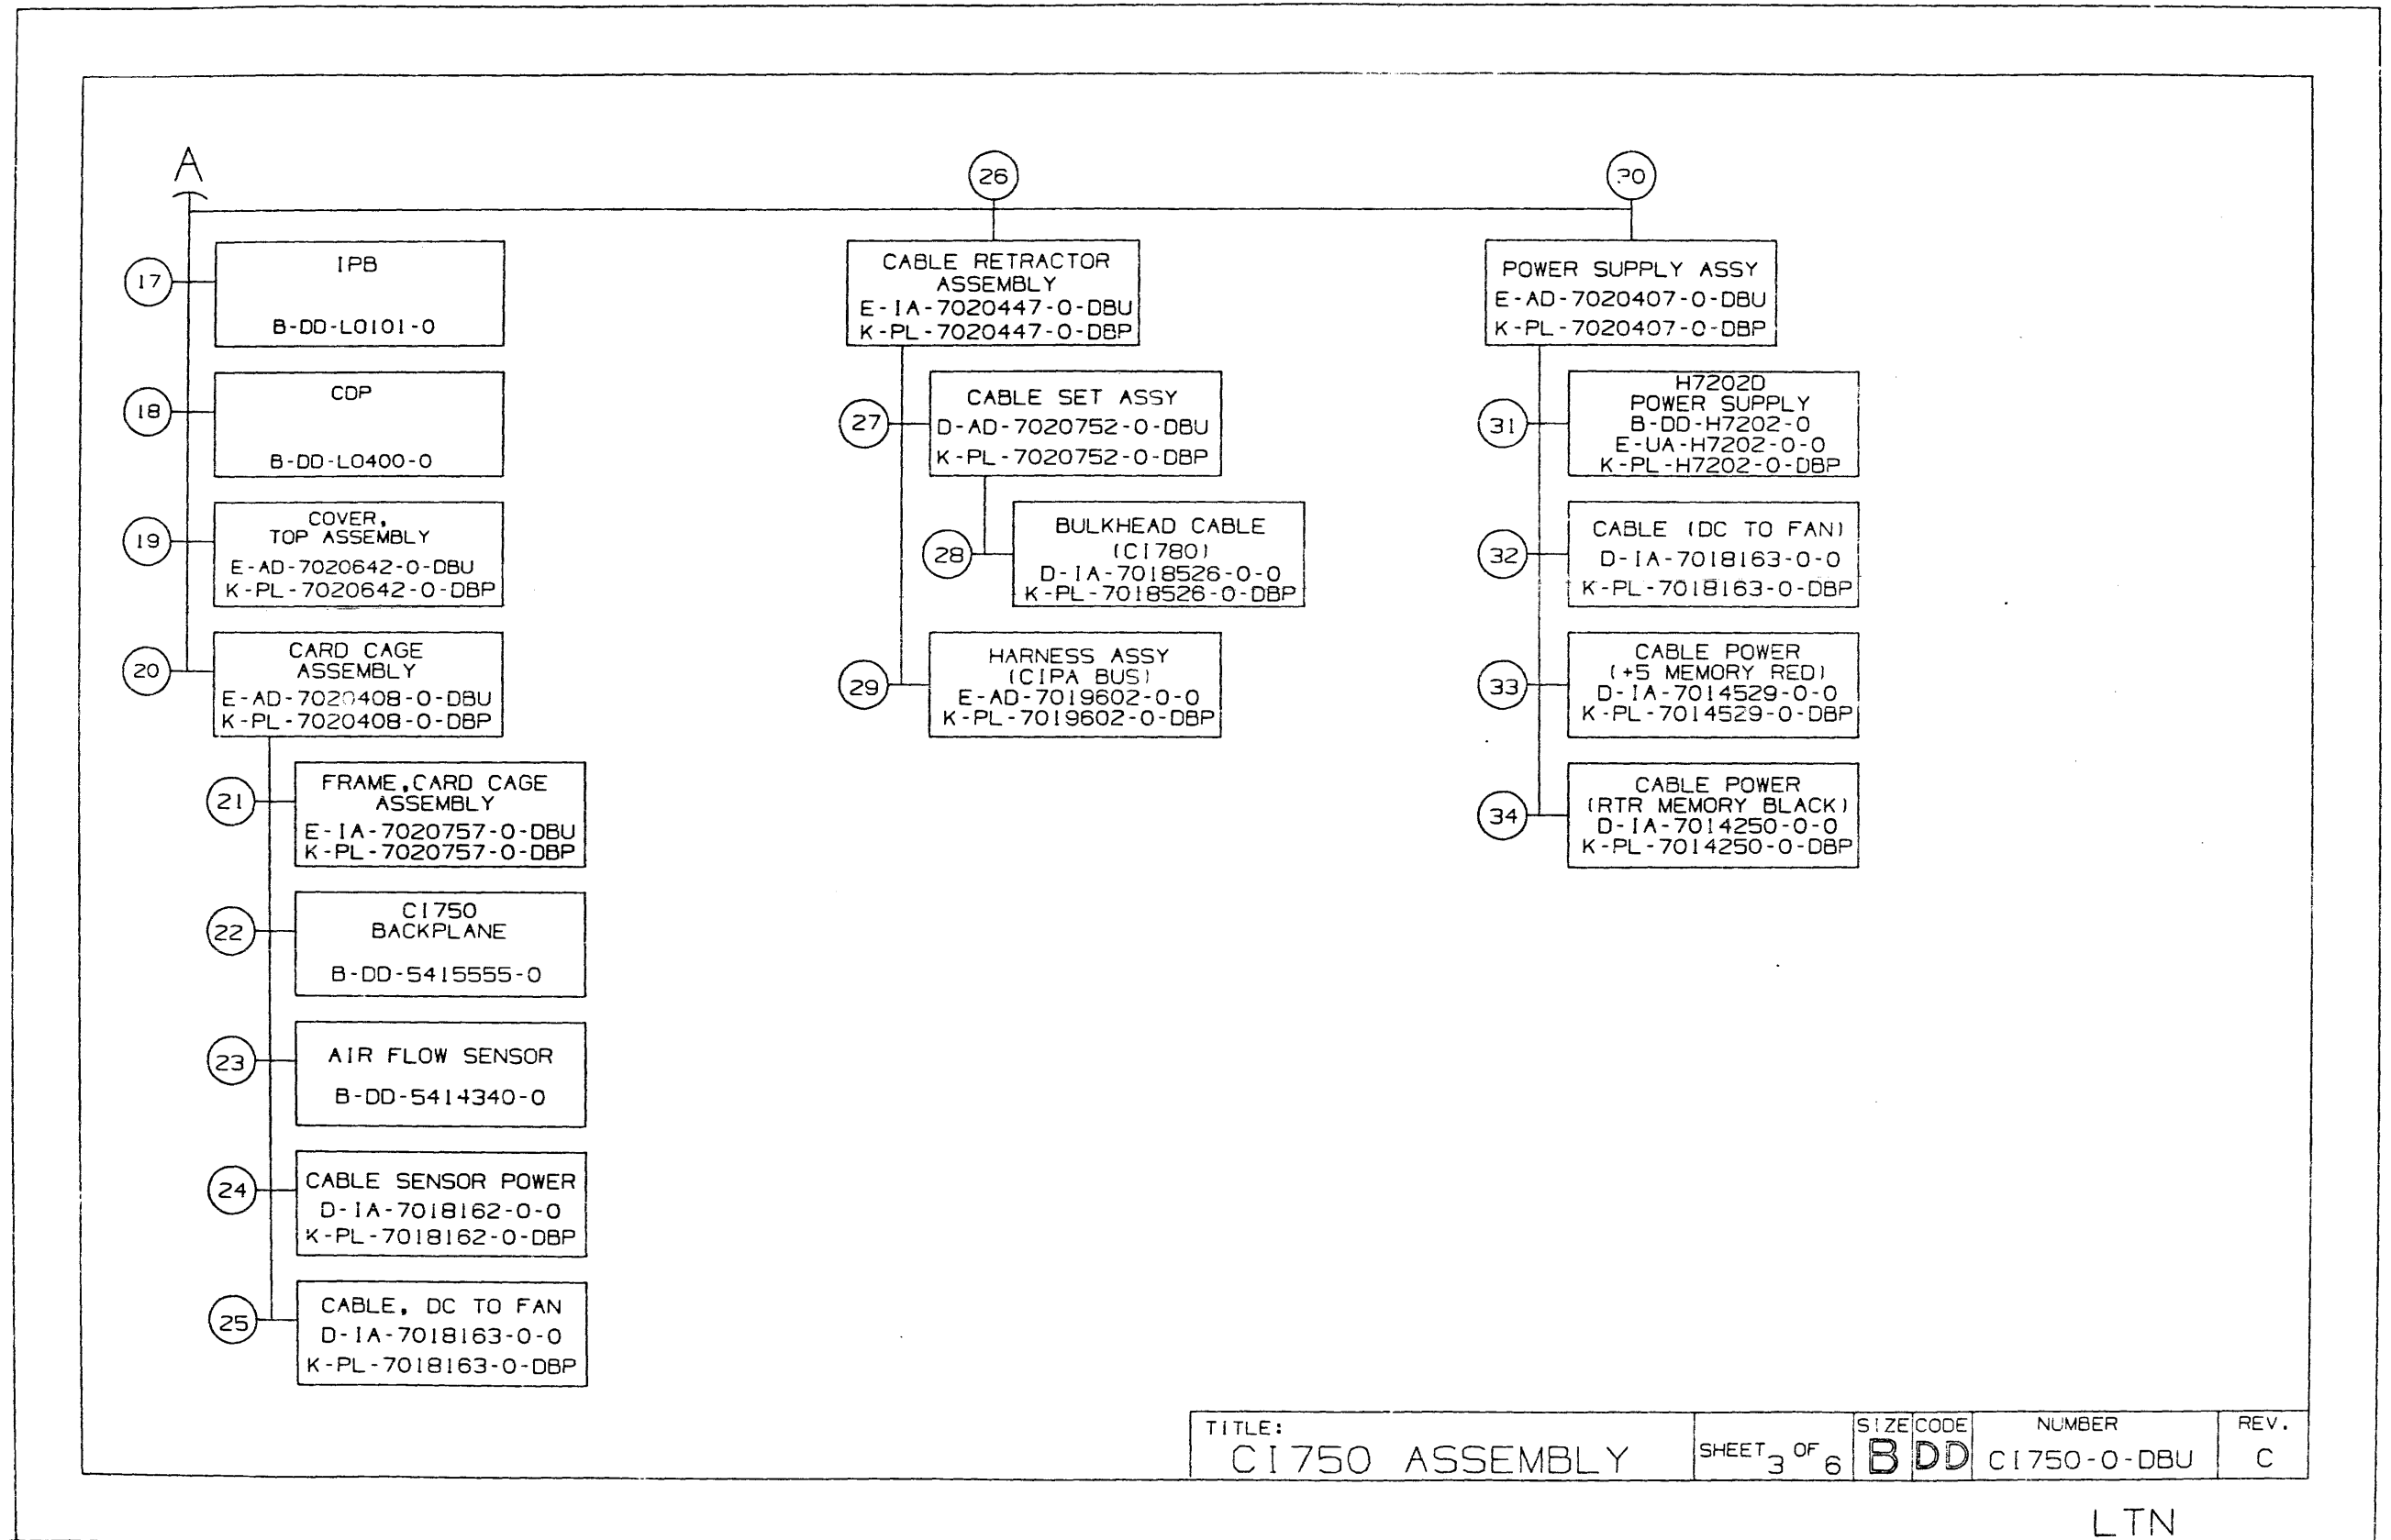 A
17
IPB
B-DD-L0101-0
18
CDP
B-DD-L0400-0
19
COVER,
TOP ASSEMBLY
E-AD-7020642-0-DBU
K-PL-7020642-0-DBP
20
CARD CAGE
ASSEMBLY
E-AD-7020408-0-DBU
K-PL-7020408-0-DBP
21
FRAME,CARD CAGE
ASSEMBLY
E-IA-7020757-0-DBU
K-PL-7020757-0-DBP
22
CI750
BACKPLANE
B-DD-5415555-0
23
AIR FLOW SENSOR
B-DD-5414340-0
24
CABLE SENSOR POWER
D-IA-7018162-0-0
K-PL-7018162-0-DBP
25
CABLE, DC TO FAN
D-IA-7018163-0-0
K-PL-7018163-0-DBP
26
CABLE RETRACTOR
ASSEMBLY
E-IA-7020447-0-DBU
K-PL-7020447-0-DBP
27
CABLE SET ASSY
D-AD-7020752-0-DBU
K-PL-7020752-0-DBP
28
BULKHEAD CABLE
(CI780)
D-IA-7018526-0-0
K-PL-7018526-0-DBP
29
HARNESS ASSY
(CIPA BUS)
E-AD-7019602-0-0
K-PL-7019602-0-DBP
30
POWER SUPPLY ASSY
E-AD-7020407-0-DBU
K-PL-7020407-0-DBP
31
H7202D
POWER SUPPLY
B-DD-H7202-0
E-UA-H7202-0-0
K-PL-H7202-0-DBP
32
CABLE (DC TO FAN)
D-IA-7018163-0-0
K-PL-7018163-0-DBP
33
CABLE POWER
(+5 MEMORY RED)
D-IA-7014529-0-0
K-PL-7014529-0-DBP
34
CABLE POWER
(RTR MEMORY BLACK)
D-IA-7014250-0-0
K-PL-7014250-0-DBP
TITLE:
CI750 ASSEMBLY
SHEET 3 OF 6
SIZE
B
CODE
DD
NUMBER
CI750-0-DBU
REV.
C
LTN